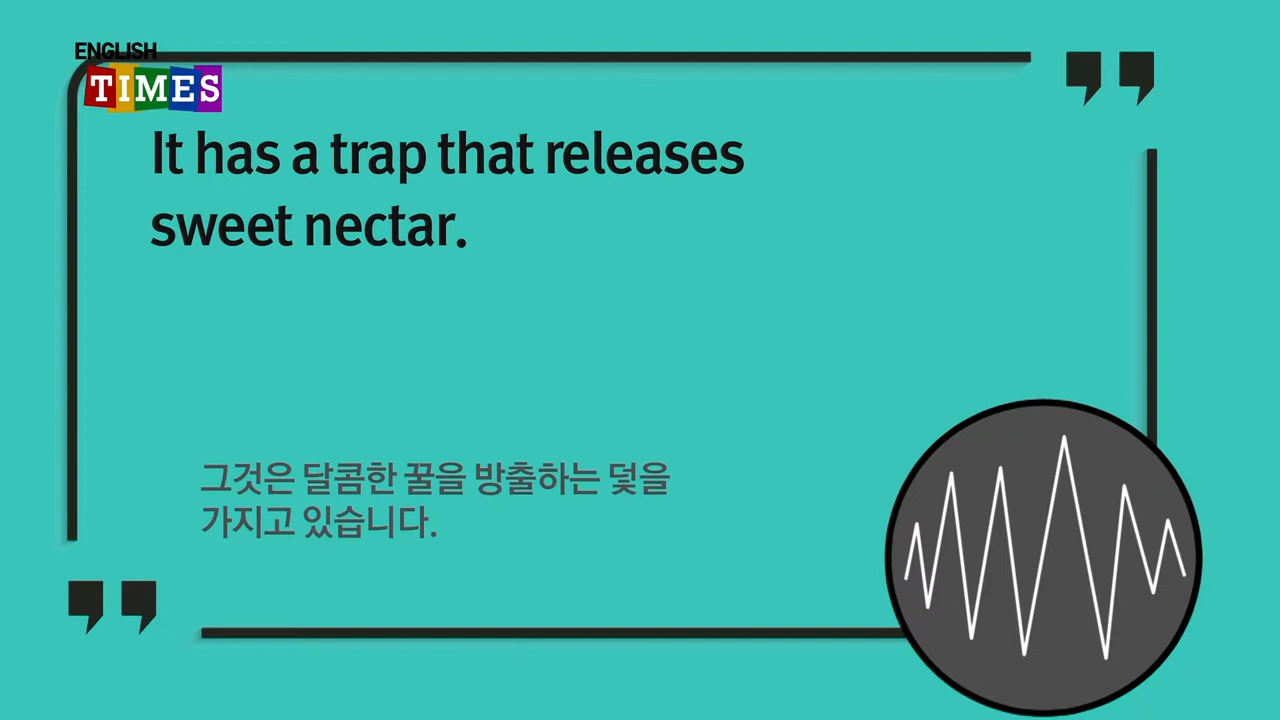 ENGLISH
TIMES
It has a trap that releases
sweet nectar.
그것은 달콤한 꿀을 방출하는 덫을
가지고 있습니다.